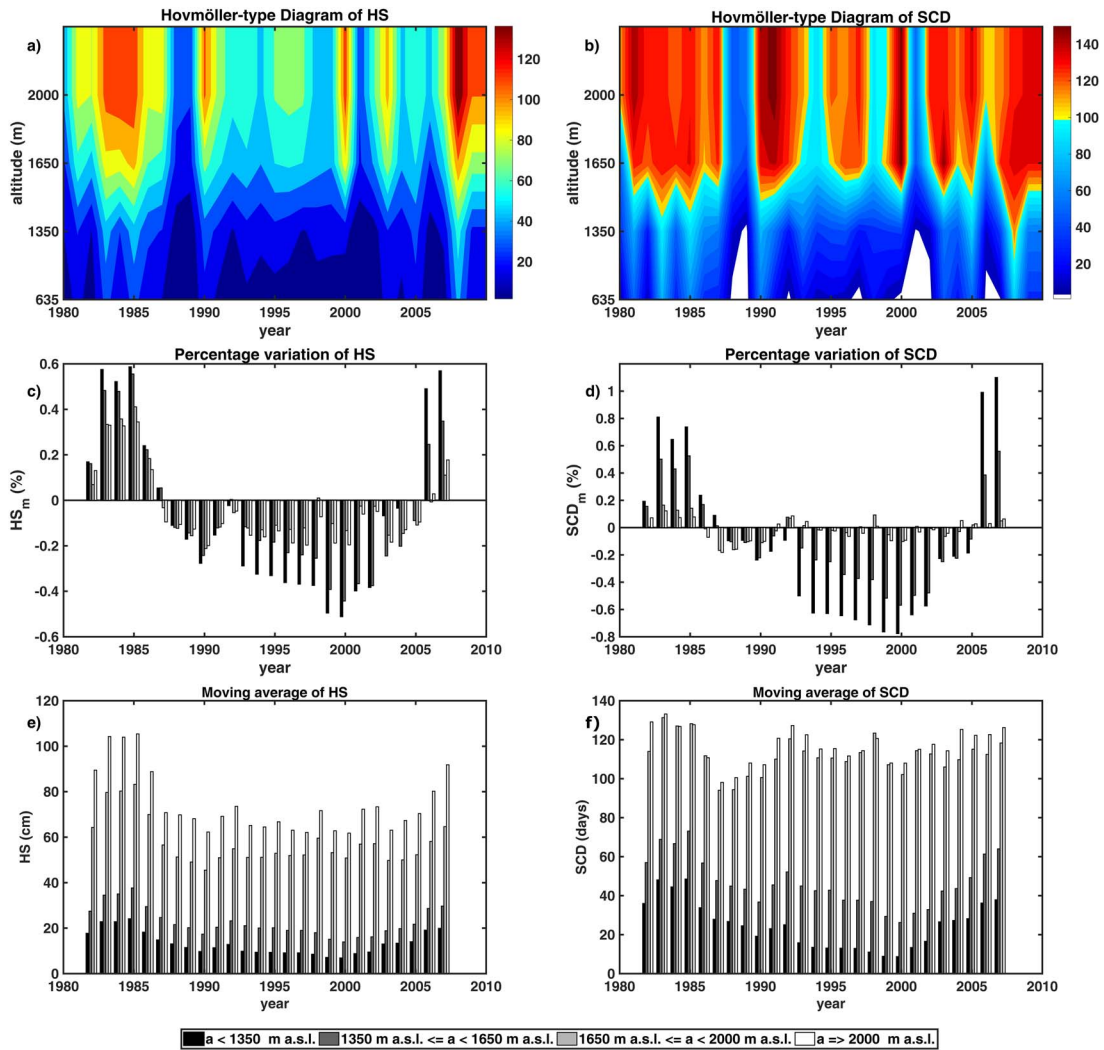 Hovmöller-type Diagram of HS
a)
altitude (m)
2000
1650
1350
635
1980 1985 1990 1995 2000 2005
year
120
100
80
60
40
20
Hovmöller-type Diagram of SCD
b)
altitude (m)
2000
1650
1350
635
1980 1985 1990 1995 2000 2005
year
140
120
100
80
60
40
20
Percentage variation of HS
c)
HSm (%)
0.6
0.4
0.2
0
-0.2
-0.4
-0.6
1980 1985 1990 1995 2000 2005 2010
year
Percentage variation of SCD
d)
SCDm (%)
1
0.8
0.6
0.4
0.2
0
-0.2
-0.4
-0.6
-0.8
1980 1985 1990 1995 2000 2005 2010
year
Moving average of HS
e)
HS (cm)
120
100
80
60
40
20
0
1980 1985 1990 1995 2000 2005 2010
year
Moving average of SCD
f)
SCD (days)
140
120
100
80
60
40
20
0
1980 1985 1990 1995 2000 2005 2010
year
a < 1350 m a.s.l. 1350 m a.s.l. <= a < 1650 m a.s.l. 1650 m a.s.l. <= a < 2000 m a.s.l. a => 2000 m a.s.l.